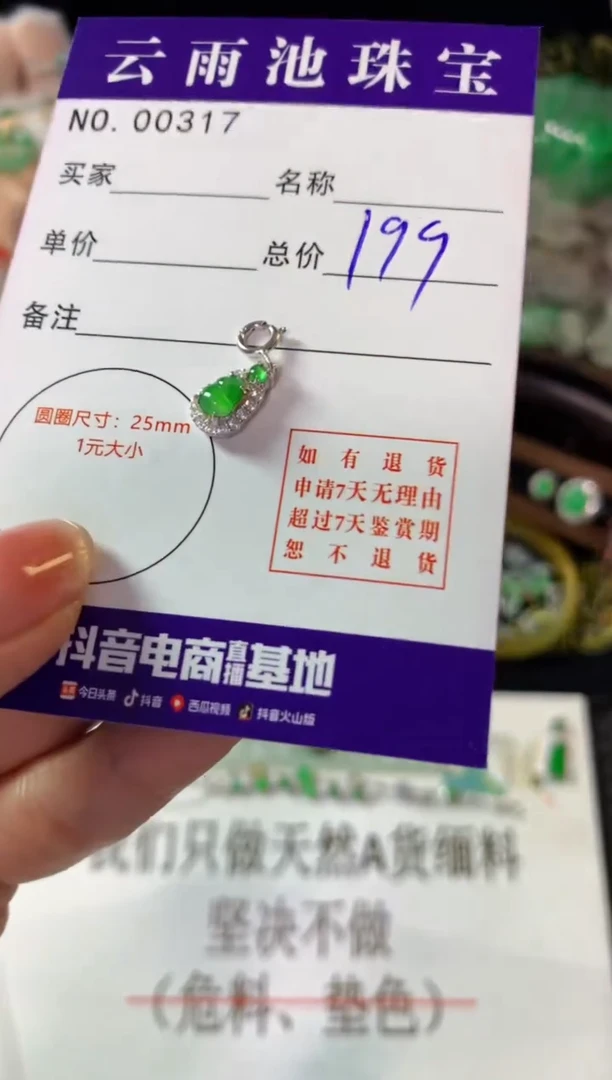 云雨池珠宝
NO. 00317
买家 名称
单价 总价 199
备注
圆圈尺寸：25mm
1元大小
如有退货
申请7天无理由
超过7天鉴赏期
恕不退货
抖音电商直播基地
今日头条 抖音 西瓜视频 抖音火山版
我们只做天然A货缅料
坚决不做
（危料、垫色）